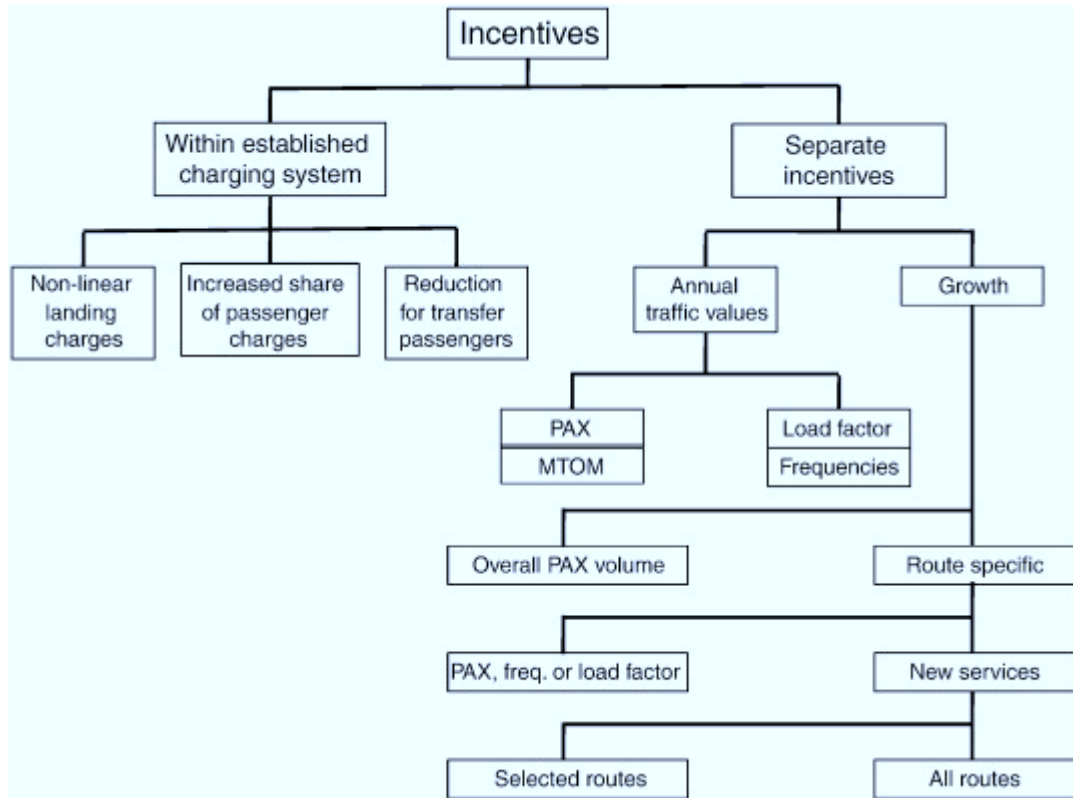 Incentives
Within established
charging system
Separate
incentives
Non-linear
landing
charges
Increased share
of passenger
charges
Reduction
for transfer
passengers
Annual
traffic values
Growth
PAX
MTOM
Load factor
Frequencies
Overall PAX volume
Route specific
PAX, freq. or load factor
New services
Selected routes
All routes